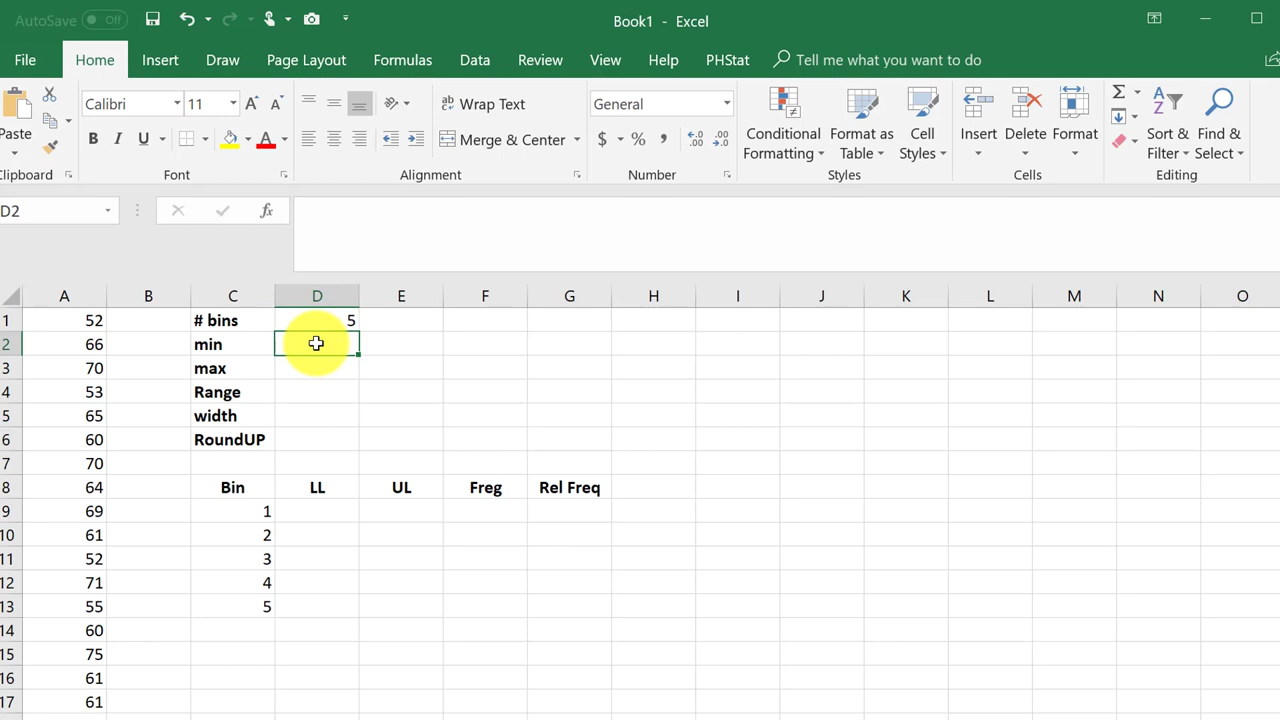 AutoSave Off Book1 - Excel
File Home Insert Draw Page Layout Formulas Data Review View Help PHStat Tell me what you want to do
Calibri 11 A A ab Wrap Text General
Paste B I U A Merge & Center $ % , Conditional Formatting Format as Table Cell Styles Insert Delete Format Sort & Filter Find & Select
Clipboard Font Alignment Number Styles Cells Editing
D2 fx
A B C D E F G H I J K L M N O
1 52 # bins 5
2 66 min
3 70 max
4 53 Range
5 65 width
6 60 RoundUP
7 70
8 64 Bin LL UL Freg Rel Freq
9 69 1
10 61 2
11 52 3
12 71 4
13 55 5
14 60
15 75
16 61
17 61